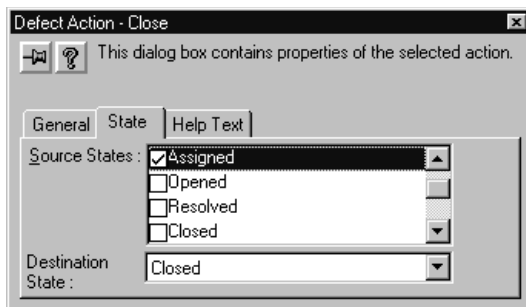 Defect Action - Close
This dialog box contains properties of the selected action.
General State Help Text
Source States : Assigned
Opened
Resolved
Closed
Destination
State : Closed